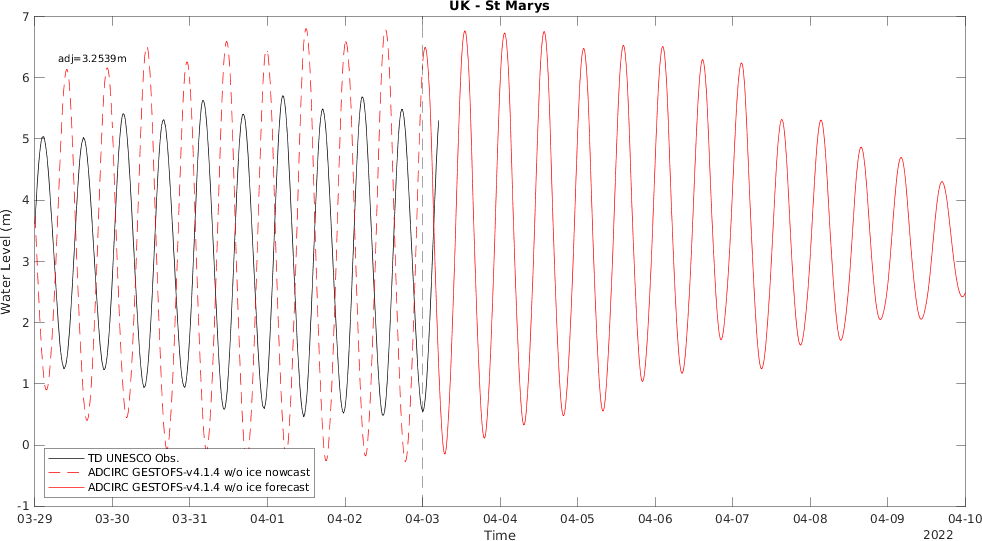 UK - St Marys
7
6
5
4
3
2
1
0
-1
Water Level (m)
adj=3.2539m
TD UNESCO Obs.
ADCIRC GESTOFS-v4.1.4 w/o ice nowcast
ADCIRC GESTOFS-v4.1.4 w/o ice forecast
03-29 03-30 03-31 04-01 04-02 04-03 04-04 04-05 04-06 04-07 04-08 04-09 04-10
Time
2022